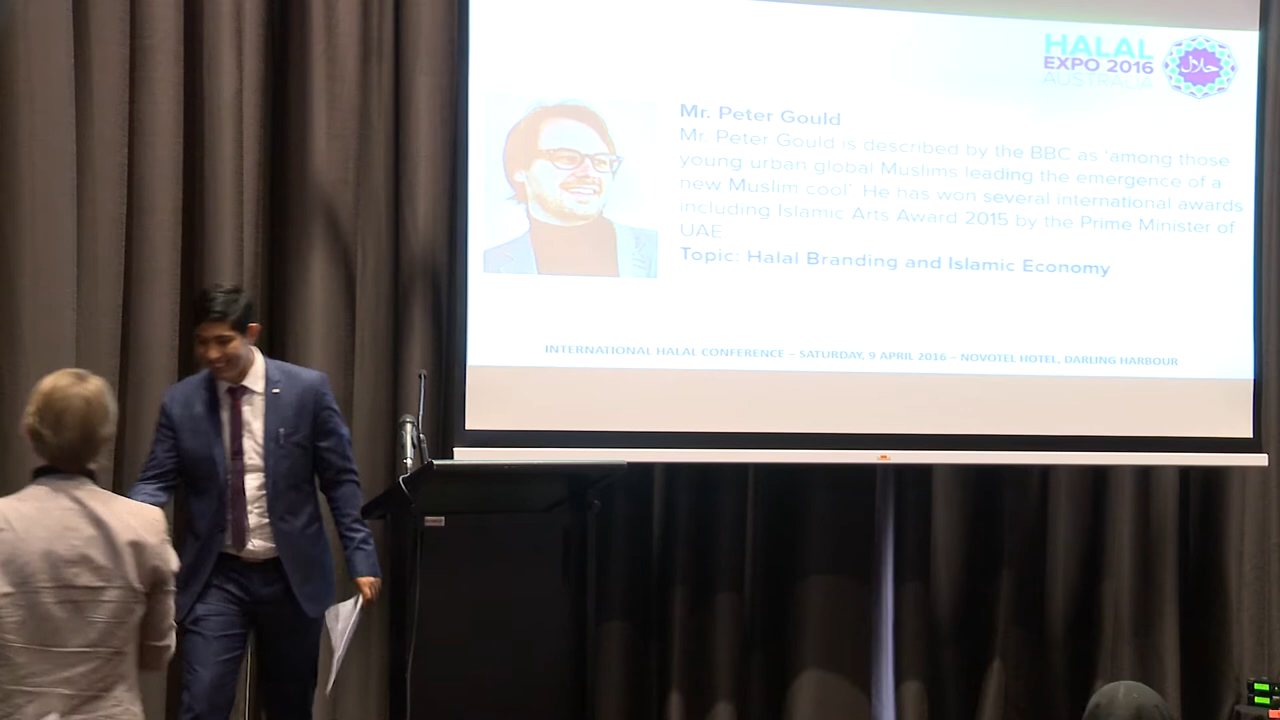 HALAL
EXPO 2016
AUSTRALIA
حلال
Mr. Peter Gould
Mr. Peter Gould is described by the BBC as 'among those
young urban global Muslims leading the emergence of a
new Muslim cool' He has won several international awards
including Islamic Arts Award 2015 by the Prime Minister of
UAE.
Topic: Halal Branding and Islamic Economy
INTERNATIONAL HALAL CONFERENCE – SATURDAY, 9 APRIL 2016 – NOVOTEL HOTEL, DARLING HARBOUR